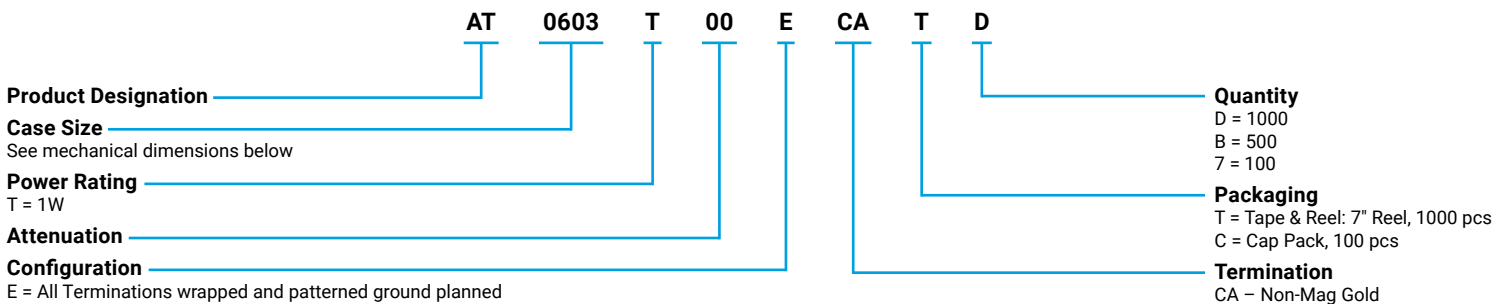 AT 0603 T 00 E CA T D
Product Designation
Case Size
See mechanical dimensions below
Power Rating
T = 1W
Attenuation
Configuration
E = All Terminations wrapped and patterned ground planned
Quantity
D = 1000
B = 500
7 = 100
Packaging
T = Tape & Reel: 7" Reel, 1000 pcs
C = Cap Pack, 100 pcs
Termination
CA – Non-Mag Gold